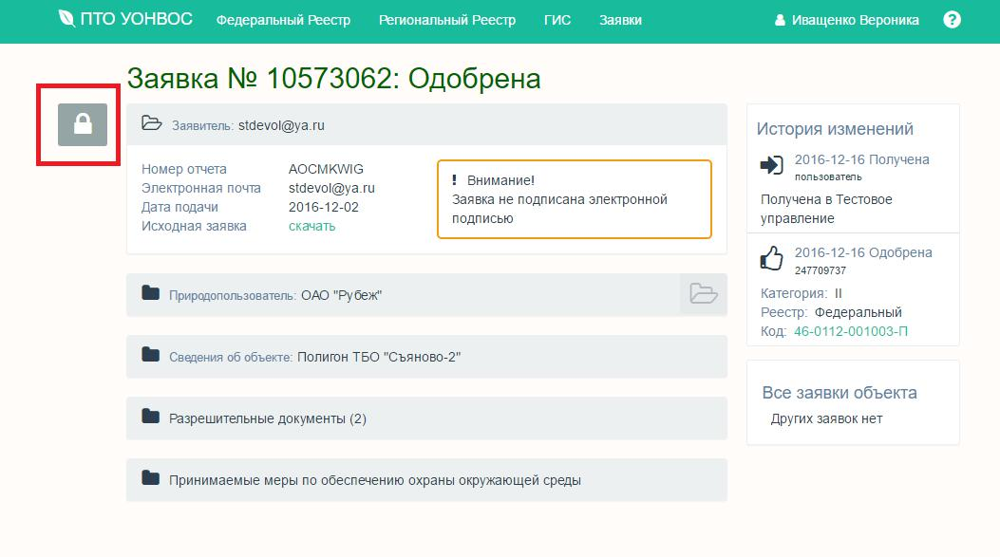 ПТО УОНВОС Федеральный Реестр Региональный Реестр ГИС Заявки Иващенко Вероника ?
Заявка № 10573062: Одобрена
Заявитель: stdevol@ya.ru
Номер отчета AOCMKWIG
Электронная почта stdevol@ya.ru
Дата подачи 2016-12-02
Исходная заявка скачать
! Внимание!
Заявка не подписана электронной
подписью
Природопользователь: ОАО "Рубеж"
Сведения об объекте: Полигон ТБО "Съяново-2"
Разрешительные документы (2)
Принимаемые меры по обеспечению охраны окружающей среды
История изменений
2016-12-16 Получена
пользователь
Получена в Тестовое
управление
2016-12-16 Одобрена
247709737
Категория: II
Реестр: Федеральный
Код: 46-0112-001003-П
Все заявки объекта
Других заявок нет